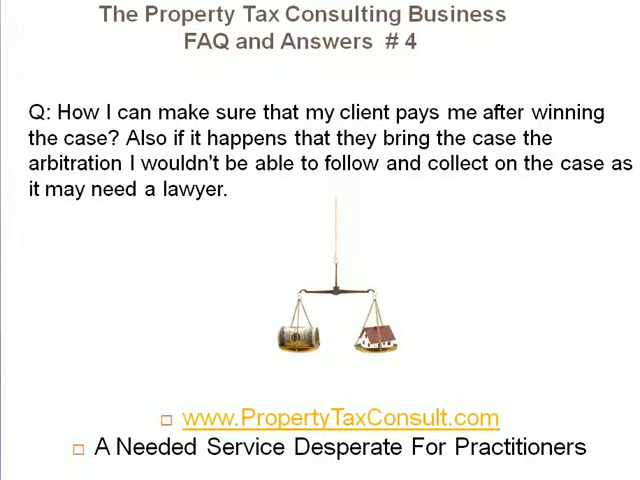 The Property Tax Consulting Business
FAQ and Answers # 4
Q: How I can make sure that my client pays me after winning
the case? Also if it happens that they bring the case the
arbitration I wouldn't be able to follow and collect on the case as
it may need a lawyer.
www.PropertyTaxConsult.com
A Needed Service Desperate For Practitioners